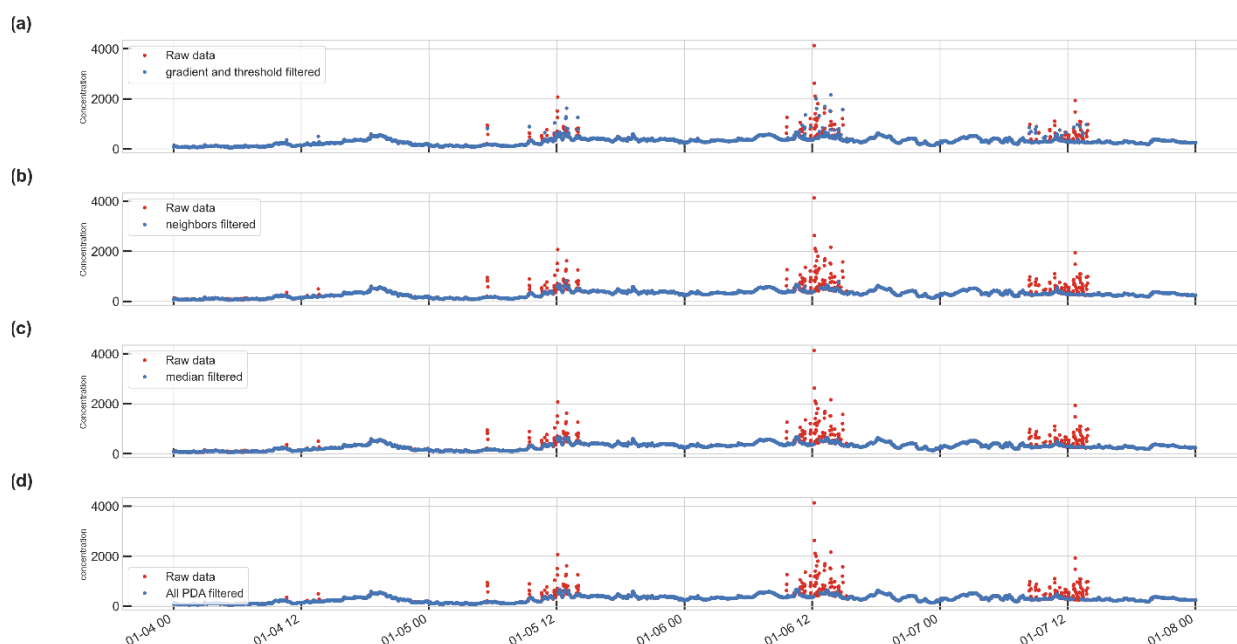 (a)
4000
2000
0
Concentration
Raw data
gradient and threshold filtered
(b)
4000
2000
0
Concentration
Raw data
neighbors filtered
(c)
4000
2000
0
Concentration
Raw data
median filtered
(d)
4000
2000
0
concentration
Raw data
All PDA filtered
01-04 00
01-04 12
01-05 00
01-05 12
01-06 00
01-06 12
01-07 00
01-07 12
01-08 00